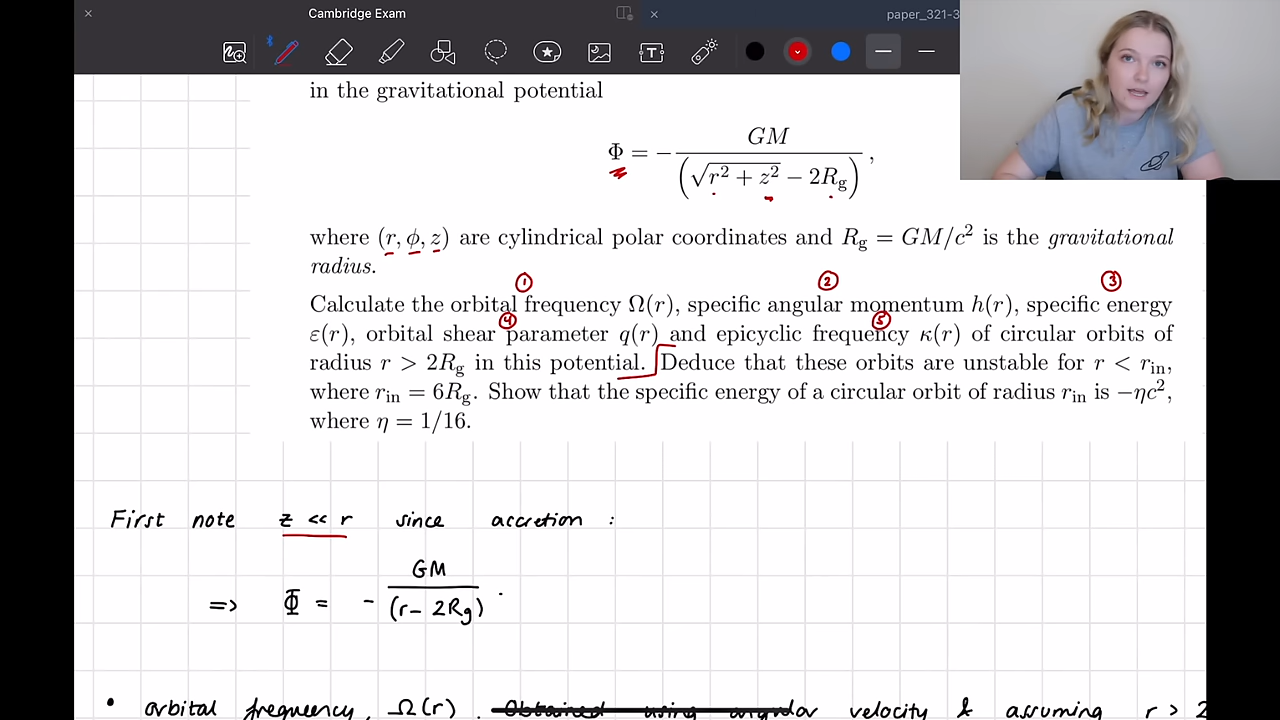 Cambridge Exam
paper_321-3
in the gravitational potential
Φ = − GM / (√(r² + z²) − 2R_g) ,
where (r, ϕ, z) are cylindrical polar coordinates and R_g = GM/c² is the gravitational
radius.
① ② ③
Calculate the orbital frequency Ω(r), specific angular momentum h(r), specific energy
④ ⑤
ε(r), orbital shear parameter q(r) and epicyclic frequency κ(r) of circular orbits of
radius r > 2R_g in this potential. Deduce that these orbits are unstable for r < r_in,
where r_in = 6R_g. Show that the specific energy of a circular orbit of radius r_in is −ηc²,
where η = 1/16.
First note z << r since accretion :
=> Φ = − GM / (r − 2R_g) .
• orbital frequency, Ω(r). Obtained using angular velocity & assuming r > 2